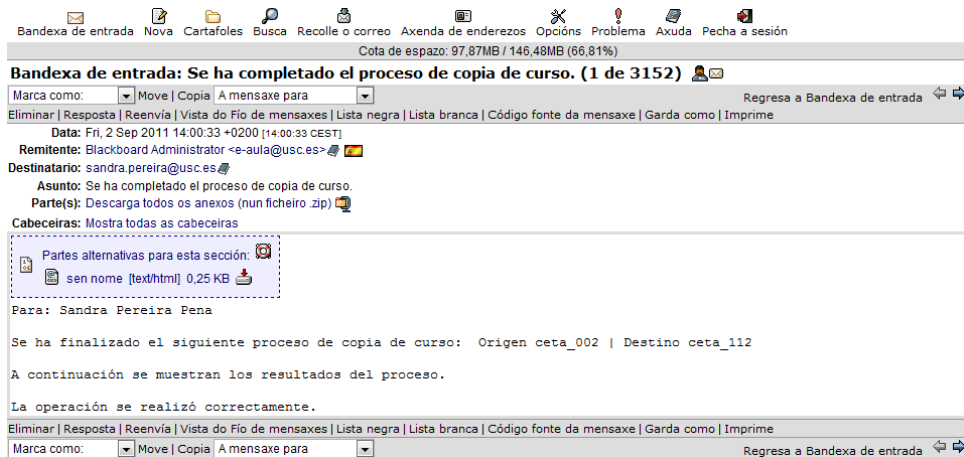 Bandexa de entrada Nova Cartafoles Busca Recolle o correo Axenda de enderezos Opcións Problema Axuda Pecha a sesión
Cota de espazo: 97,87MB / 146,48MB (66,81%)
Bandexa de entrada: Se ha completado el proceso de copia de curso. (1 de 3152)
Marca como: Move | Copia A mensaxe para Regresa a Bandexa de entrada
Eliminar | Resposta | Reenvía | Vista do Fío de mensaxes | Lista negra | Lista branca | Código fonte da mensaxe | Garda como | Imprime
Data: Fri, 2 Sep 2011 14:00:33 +0200 [14:00:33 CEST]
Remitente: Blackboard Administrator <e-aula@usc.es>
Destinatario: sandra.pereira@usc.es
Asunto: Se ha completado el proceso de copia de curso.
Parte(s): Descarga todos os anexos (nun ficheiro .zip)
Cabeceiras: Mostra todas as cabeceiras
Partes alternativas para esta sección:
sen nome [text/html] 0,25 KB
Para: Sandra Pereira Pena
Se ha finalizado el siguiente proceso de copia de curso: Origen ceta_002 | Destino ceta_112
A continuación se muestran los resultados del proceso.
La operación se realizó correctamente.
Eliminar | Resposta | Reenvía | Vista do Fío de mensaxes | Lista negra | Lista branca | Código fonte da mensaxe | Garda como | Imprime
Marca como: Move | Copia A mensaxe para Regresa a Bandexa de entrada